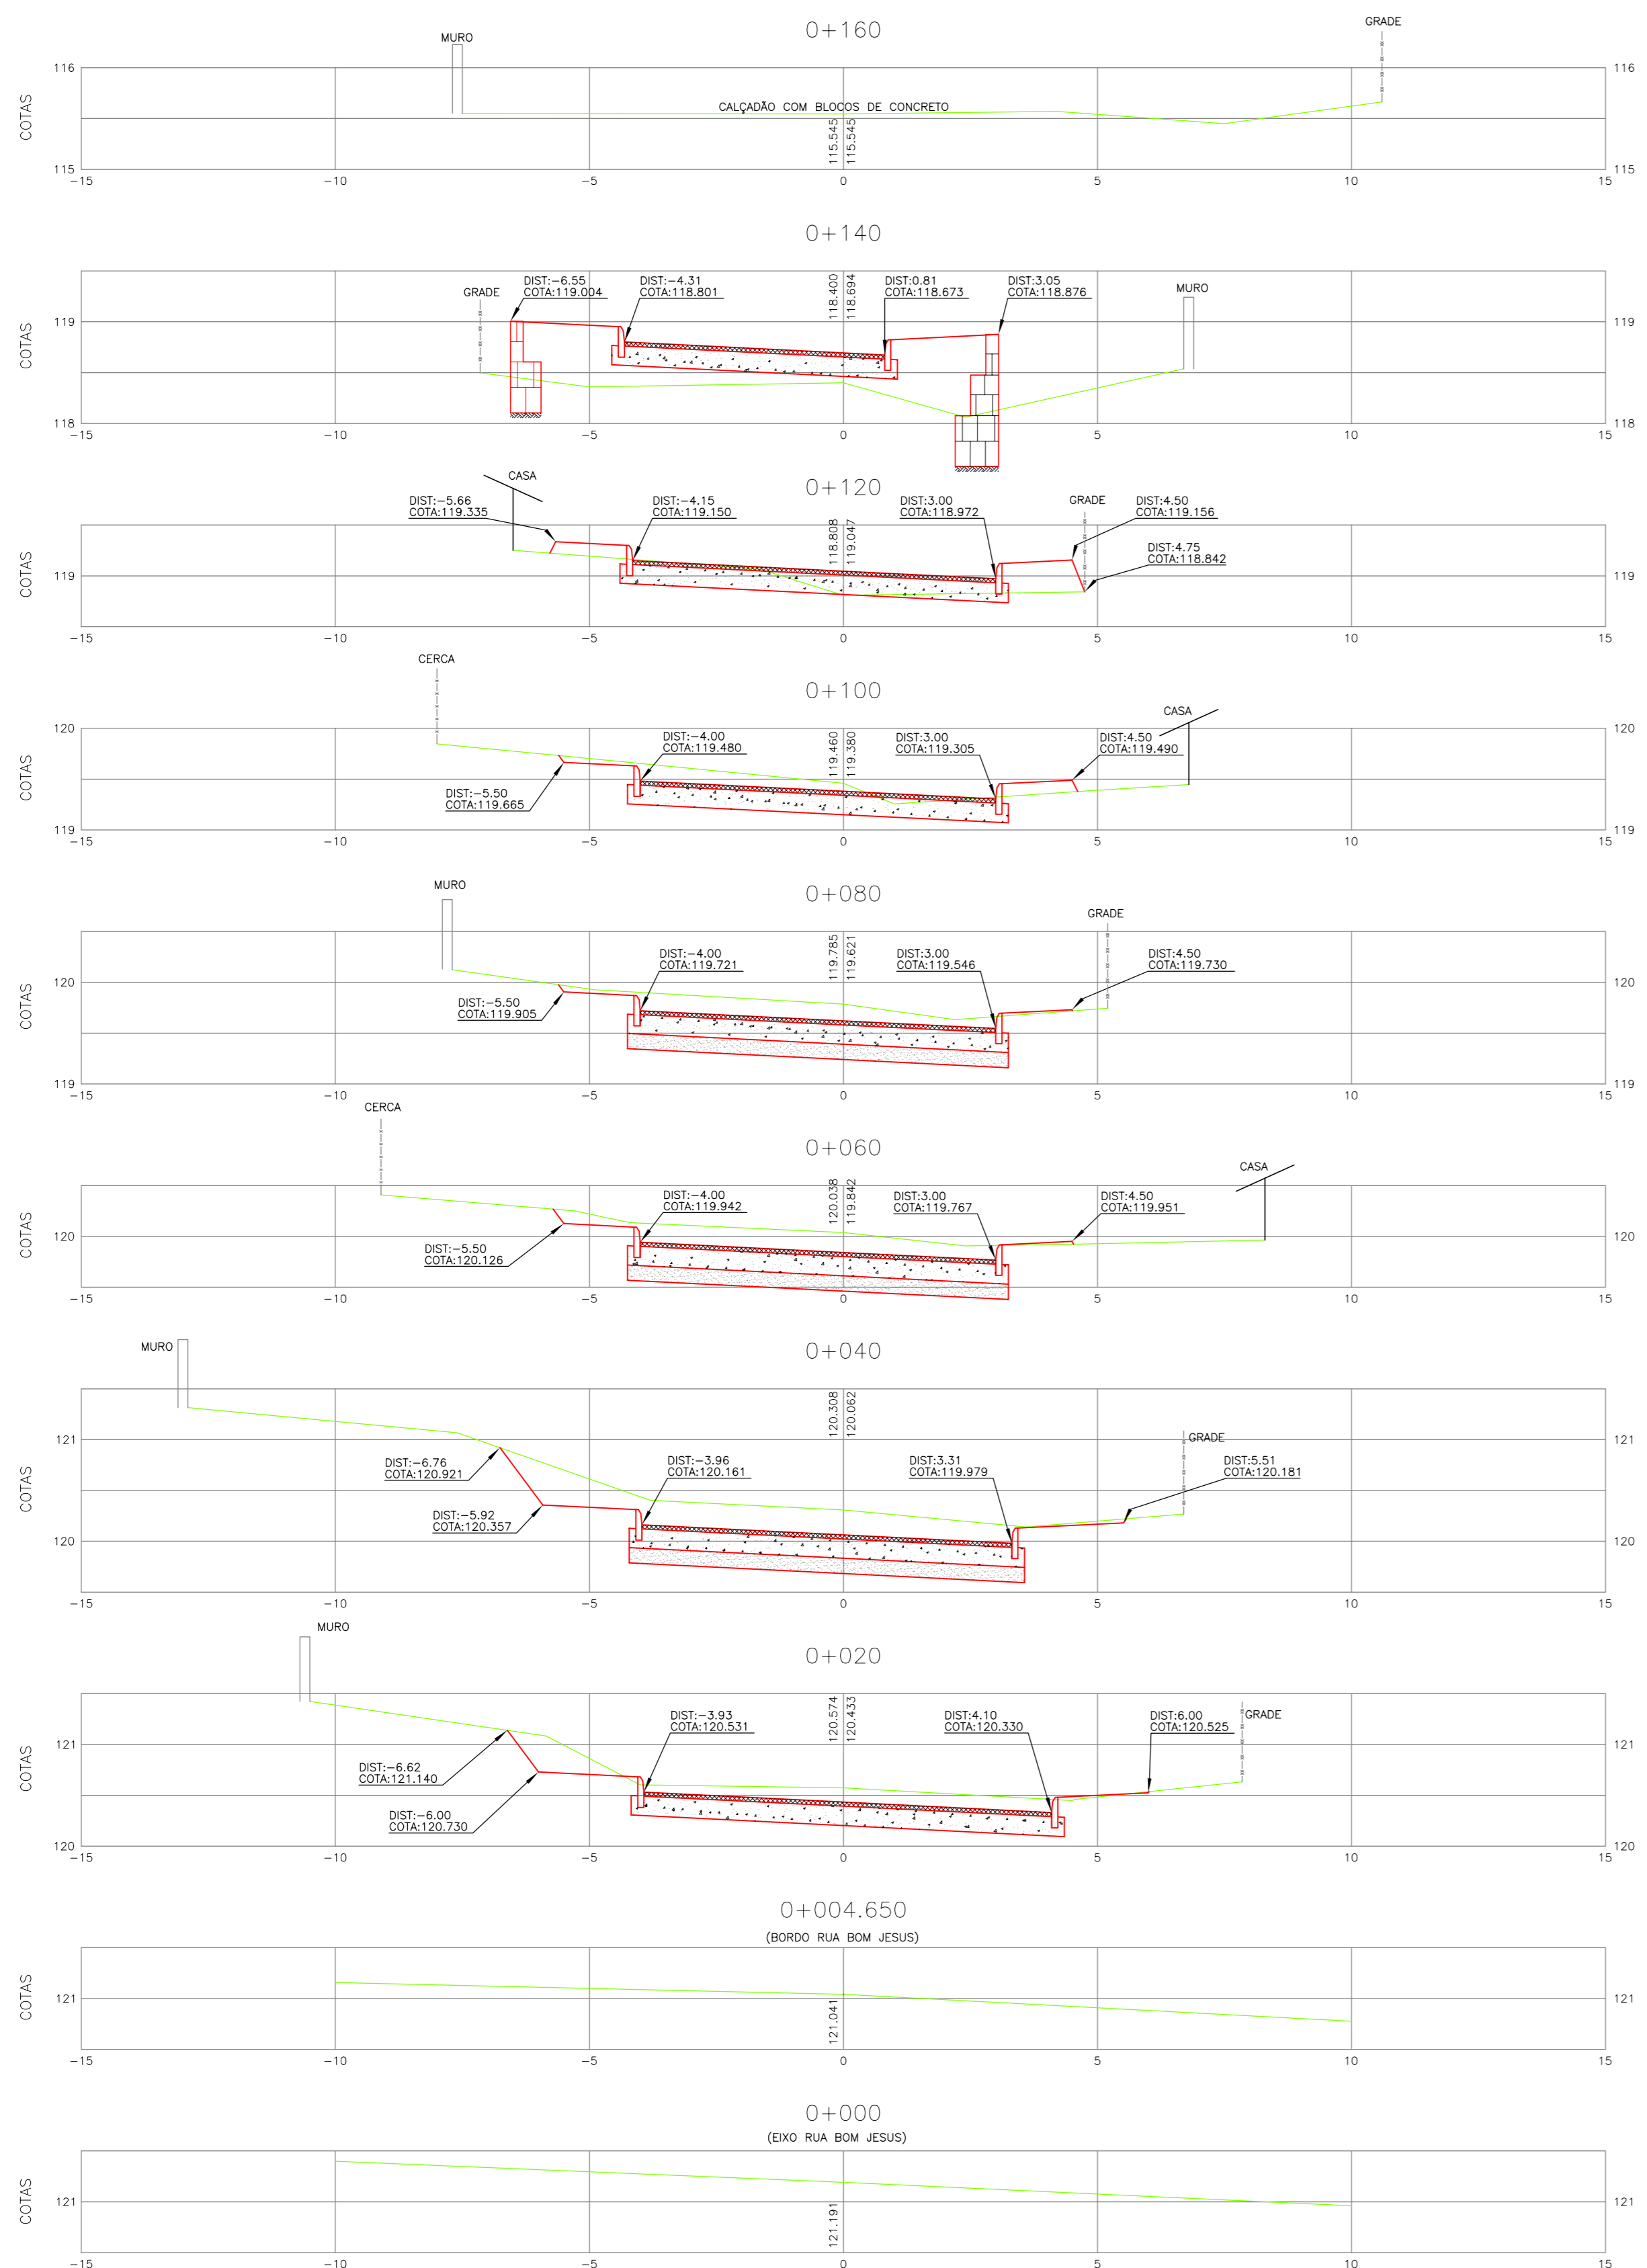 0+160
MURO
GRADE
116
116
COTAS
CALÇADÃO COM BLOCOS DE CONCRETO
115.545
115.545
115
115
-15
-10
-5
0
5
10
15
0+140
GRADE
DIST:-6.55
COTA:119.004
DIST:-4.31
COTA:118.801
118.400
118.694
DIST:0.81
COTA:118.673
DIST:3.05
COTA:118.876
MURO
119
119
COTAS
118
118
-15
-10
-5
0
5
10
15
0+120
CASA
DIST:-5.66
COTA:119.335
DIST:-4.15
COTA:119.150
118.808
119.047
DIST:3.00
COTA:118.972
GRADE
DIST:4.50
COTA:119.156
DIST:4.75
COTA:118.842
COTAS
119
119
-15
-10
-5
0
5
10
15
0+100
CERCA
CASA
120
120
DIST:-4.00
COTA:119.480
119.460
119.380
DIST:3.00
COTA:119.305
DIST:4.50
COTA:119.490
COTAS
DIST:-5.50
COTA:119.665
119
119
-15
-10
-5
0
5
10
15
0+080
MURO
GRADE
DIST:-4.00
COTA:119.721
119.785
119.621
DIST:3.00
COTA:119.546
DIST:4.50
COTA:119.730
120
120
DIST:-5.50
COTA:119.905
COTAS
119
119
-15
-10
-5
0
5
10
15
0+060
CERCA
CASA
DIST:-4.00
COTA:119.942
120.038
119.842
DIST:3.00
COTA:119.767
DIST:4.50
COTA:119.951
120
120
COTAS
DIST:-5.50
COTA:120.126
-15
-10
-5
0
5
10
15
0+040
MURO
120.308
120.062
GRADE
121
121
DIST:-6.76
COTA:120.921
DIST:-3.96
COTA:120.161
DIST:3.31
COTA:119.979
DIST:5.51
COTA:120.181
COTAS
DIST:-5.92
COTA:120.357
120
120
-15
-10
-5
0
5
10
15
0+020
MURO
DIST:-3.93
COTA:120.531
120.574
120.433
DIST:4.10
COTA:120.330
DIST:6.00
COTA:120.525
GRADE
121
121
COTAS
DIST:-6.62
COTA:121.140
DIST:-6.00
COTA:120.730
120
120
-15
-10
-5
0
5
10
15
0+004.650
(BORDO RUA BOM JESUS)
COTAS
121
121
121.041
-15
-10
-5
0
5
10
15
0+000
(EIXO RUA BOM JESUS)
COTAS
121
121
121.191
-15
-10
-5
0
5
10
15